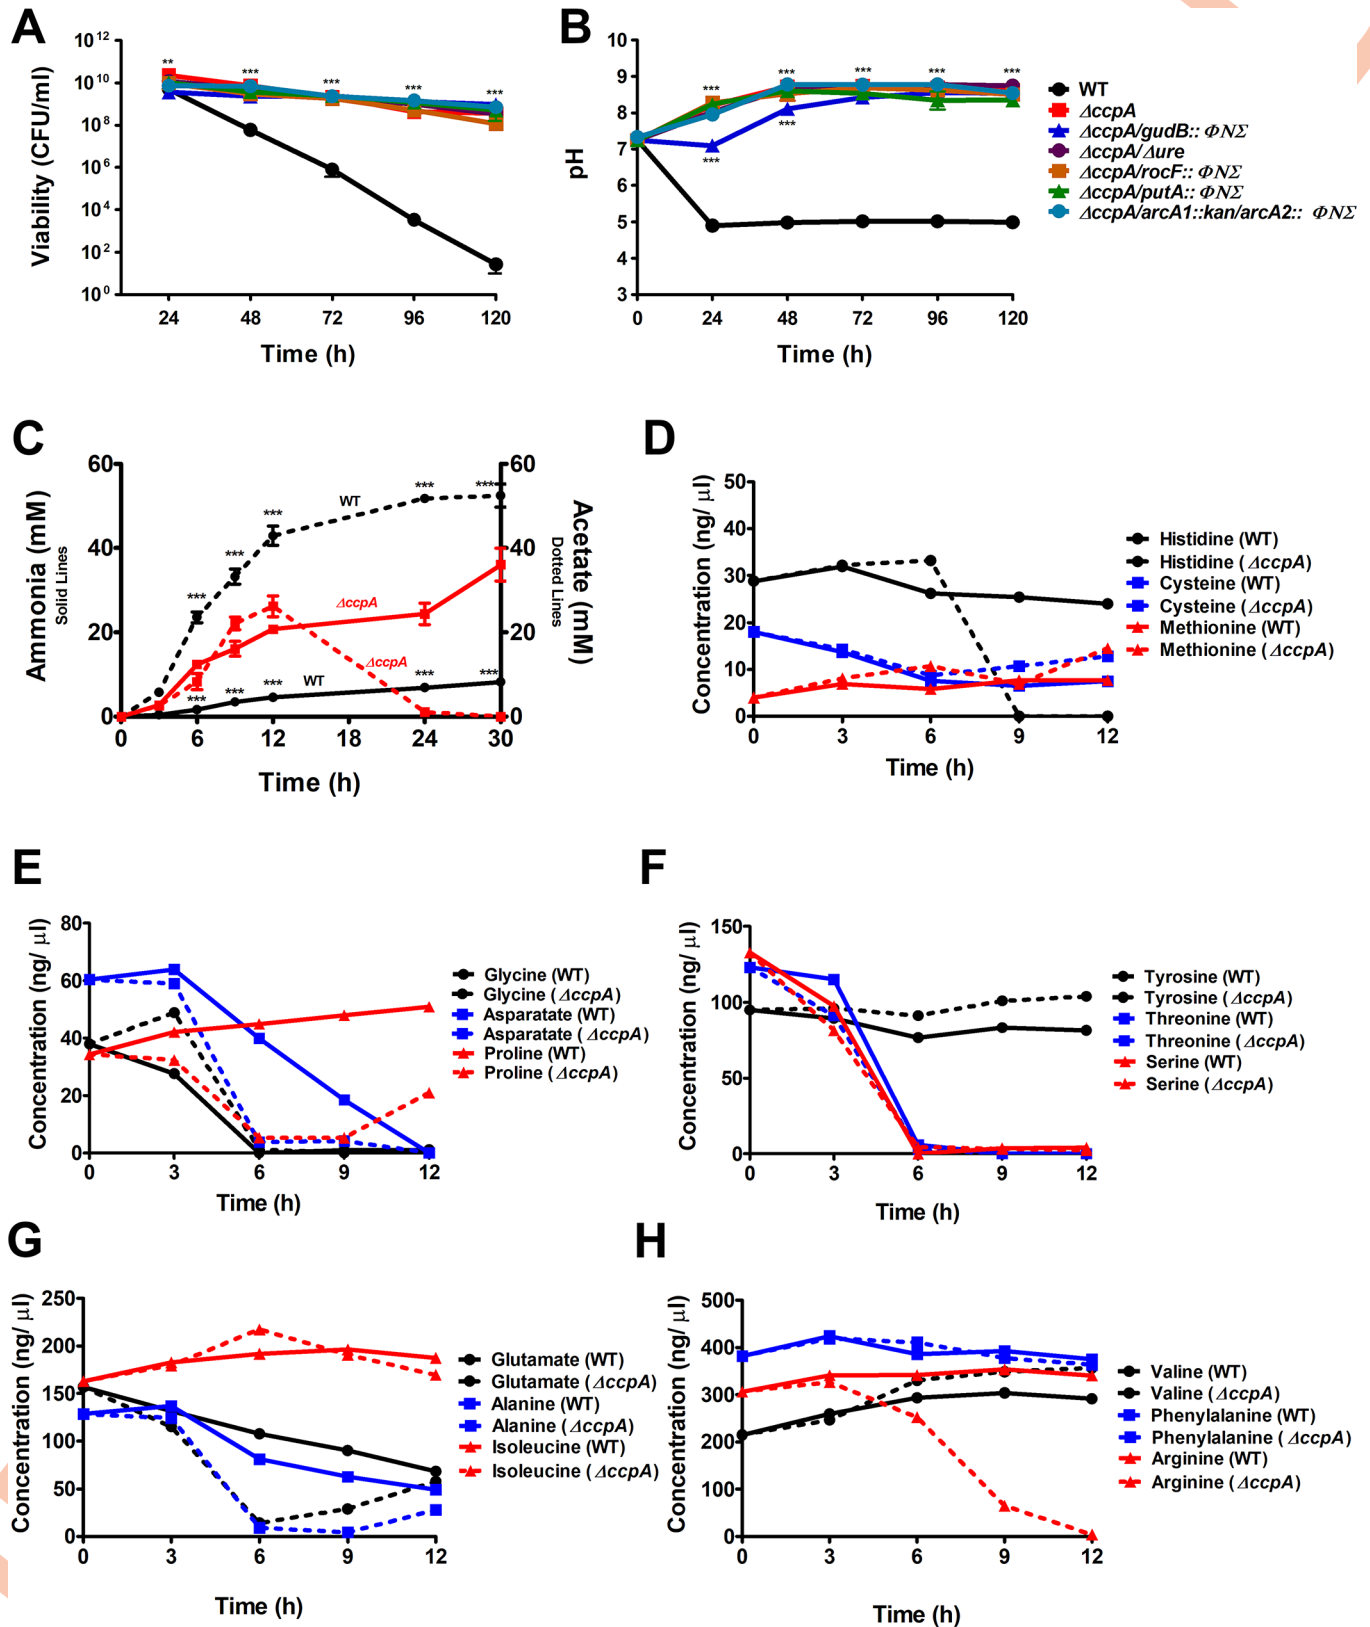 A
Viability (CFU/ml)
10^12
10^10
10^8
10^6
10^4
10^2
10^0
**
***
***
***
***
24
48
72
96
120
Time (h)
B
pH
10
9
8
7
6
5
4
3
***
***
***
***
***
***
***
0
24
48
72
96
120
Time (h)
WT
ΔccpA
ΔccpA/gudB:: ΦΝΣ
ΔccpA/Δure
ΔccpA/rocF:: ΦΝΣ
ΔccpA/putA:: ΦΝΣ
ΔccpA/arcA1::kan/arcA2:: ΦΝΣ
C
Ammonia (mM)
Solid Lines
60
40
20
0
***
***
***
***
***
WT
ΔccpA
ΔccpA
WT
***
***
***
***
***
60
40
20
0
Acetate (mM)
Dotted Lines
0
6
12
18
24
30
Time (h)
D
Concentration (ng/ μl)
50
40
30
20
10
0
0
3
6
9
12
Time (h)
Histidine (WT)
Histidine (ΔccpA)
Cysteine (WT)
Cysteine (ΔccpA)
Methionine (WT)
Methionine (ΔccpA)
E
Concentration (ng/ μl)
80
60
40
20
0
0
3
6
9
12
Time (h)
Glycine (WT)
Glycine (ΔccpA)
Asparatate (WT)
Asparatate (ΔccpA)
Proline (WT)
Proline (ΔccpA)
F
Concentration (ng/ μl)
150
100
50
0
0
3
6
9
12
Time (h)
Tyrosine (WT)
Tyrosine (ΔccpA)
Threonine (WT)
Threonine (ΔccpA)
Serine (WT)
Serine (ΔccpA)
G
Concentration (ng/ μl)
250
200
150
100
50
0
0
3
6
9
12
Time (h)
Glutamate (WT)
Glutamate (ΔccpA)
Alanine (WT)
Alanine (ΔccpA)
Isoleucine (WT)
Isoleucine (ΔccpA)
H
Concentration (ng/ μl)
500
400
300
200
100
0
0
3
6
9
12
Time (h)
Valine (WT)
Valine (ΔccpA)
Phenylalanine (WT)
Phenylalanine (ΔccpA)
Arginine (WT)
Arginine (ΔccpA)